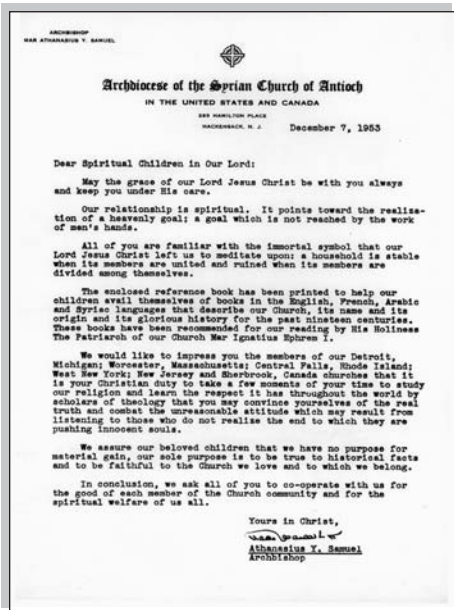 ARCHBISHOP
MAR ATHANASIUS Y. SAMUEL
Archdiocese of the Syrian Church of Antioch
IN THE UNITED STATES AND CANADA
293 HAMILTON PLACE
HACKENSACK, N. J.
December 7, 1953
Dear Spiritual Children in Our Lord:
May the grace of our Lord Jesus Christ be with you always
and keep you under His care.
Our relationship is spiritual. It points toward the realiza-
tion of a heavenly goal; a goal which is not reached by the work
of men's hands.
All of you are familiar with the immortal symbol that our
Lord Jesus Christ left us to meditate upon: a household is stable
when its members are united and ruined when its members are
divided among themselves.
The enclosed reference book has been printed to help our
children avail themselves of books in the English, French, Arabic
and Syriac languages that describe our Church, its name and its
origin and its glorious history for the past nineteen centuries.
These books have been recommended for our reading by His Holiness
The Patriarch of our Church Mar Ignatius Ephrem I.
We would like to impress you the members of our Detroit,
Michigan; Worcester, Massachusetts; Central Falls, Rhode Island;
West New York; New Jersey and Sherbrook, Canada churches that it
is your Christian duty to take a few moments of your time to study
our religion and learn the respect it has throughout the world by
scholars of theology that you may convince yourselves of the real
truth and combat the unreasonable attitude which may result from
listening to those who do not realize the end to which they are
pushing innocent souls.
We assure our beloved children that we have no purpose for
material gain, our sole purpose is to be true to historical facts
and to be faithful to the Church we love and to which we belong.
In conclusion, we ask all of you to co-operate with us for
the good of each member of the Church community and for the
spiritual welfare of us all.
Yours in Christ,
Athanasius Y. Samuel
Archbishop